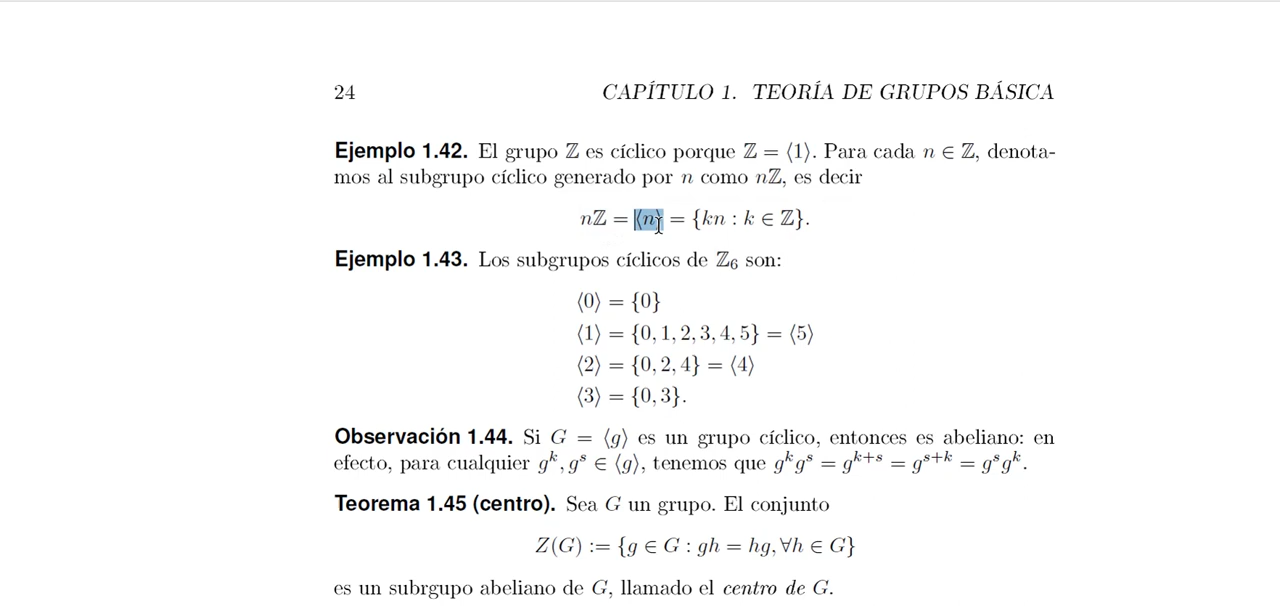 24 CAPÍTULO 1. TEORÍA DE GRUPOS BÁSICA
Ejemplo 1.42. El grupo ℤ es cíclico porque ℤ = ⟨1⟩. Para cada n ∈ ℤ, denota-
mos al subgrupo cíclico generado por n como nℤ, es decir
nℤ = ⟨n⟩ = {kn : k ∈ ℤ}.
Ejemplo 1.43. Los subgrupos cíclicos de ℤ₆ son:
⟨0⟩ = {0}
⟨1⟩ = {0, 1, 2, 3, 4, 5} = ⟨5⟩
⟨2⟩ = {0, 2, 4} = ⟨4⟩
⟨3⟩ = {0, 3}.
Observación 1.44. Si G = ⟨g⟩ es un grupo cíclico, entonces es abeliano: en
efecto, para cualquier gᵏ, gˢ ∈ ⟨g⟩, tenemos que gᵏgˢ = gᵏ⁺ˢ = gˢ⁺ᵏ = gˢgᵏ.
Teorema 1.45 (centro). Sea G un grupo. El conjunto
Z(G) := {g ∈ G : gh = hg, ∀h ∈ G}
es un subrgupo abeliano de G, llamado el centro de G.